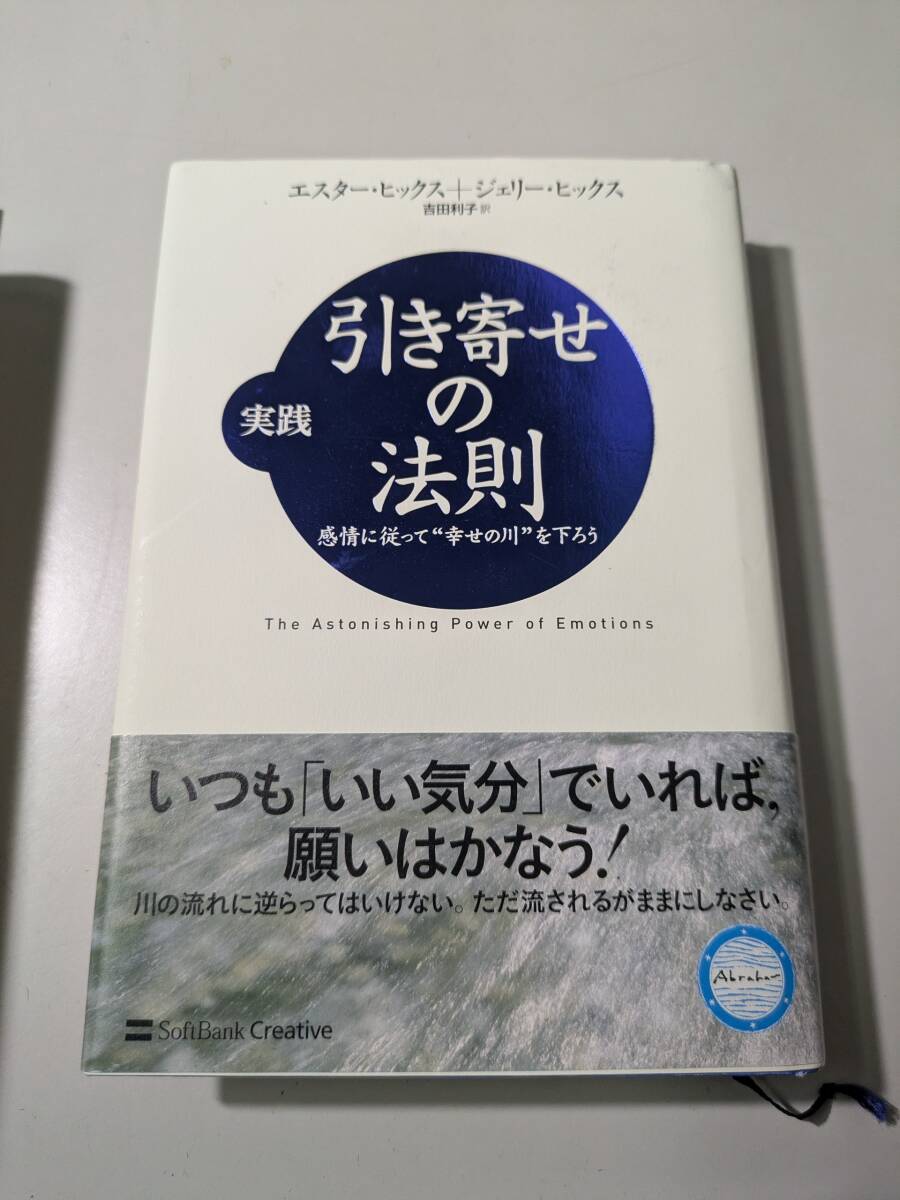 エスター・ヒックス+ジェリー・ヒックス
吉田利子 訳
実践
引き寄せ
の
法則
感情に従って“幸せの川”を下ろう
The Astonishing Power of Emotions
いつも「いい気分」でいれば、
願いはかなう!
川の流れに逆らってはいけない。ただ流されるがままにしなさい。
Abraham
SoftBank Creative